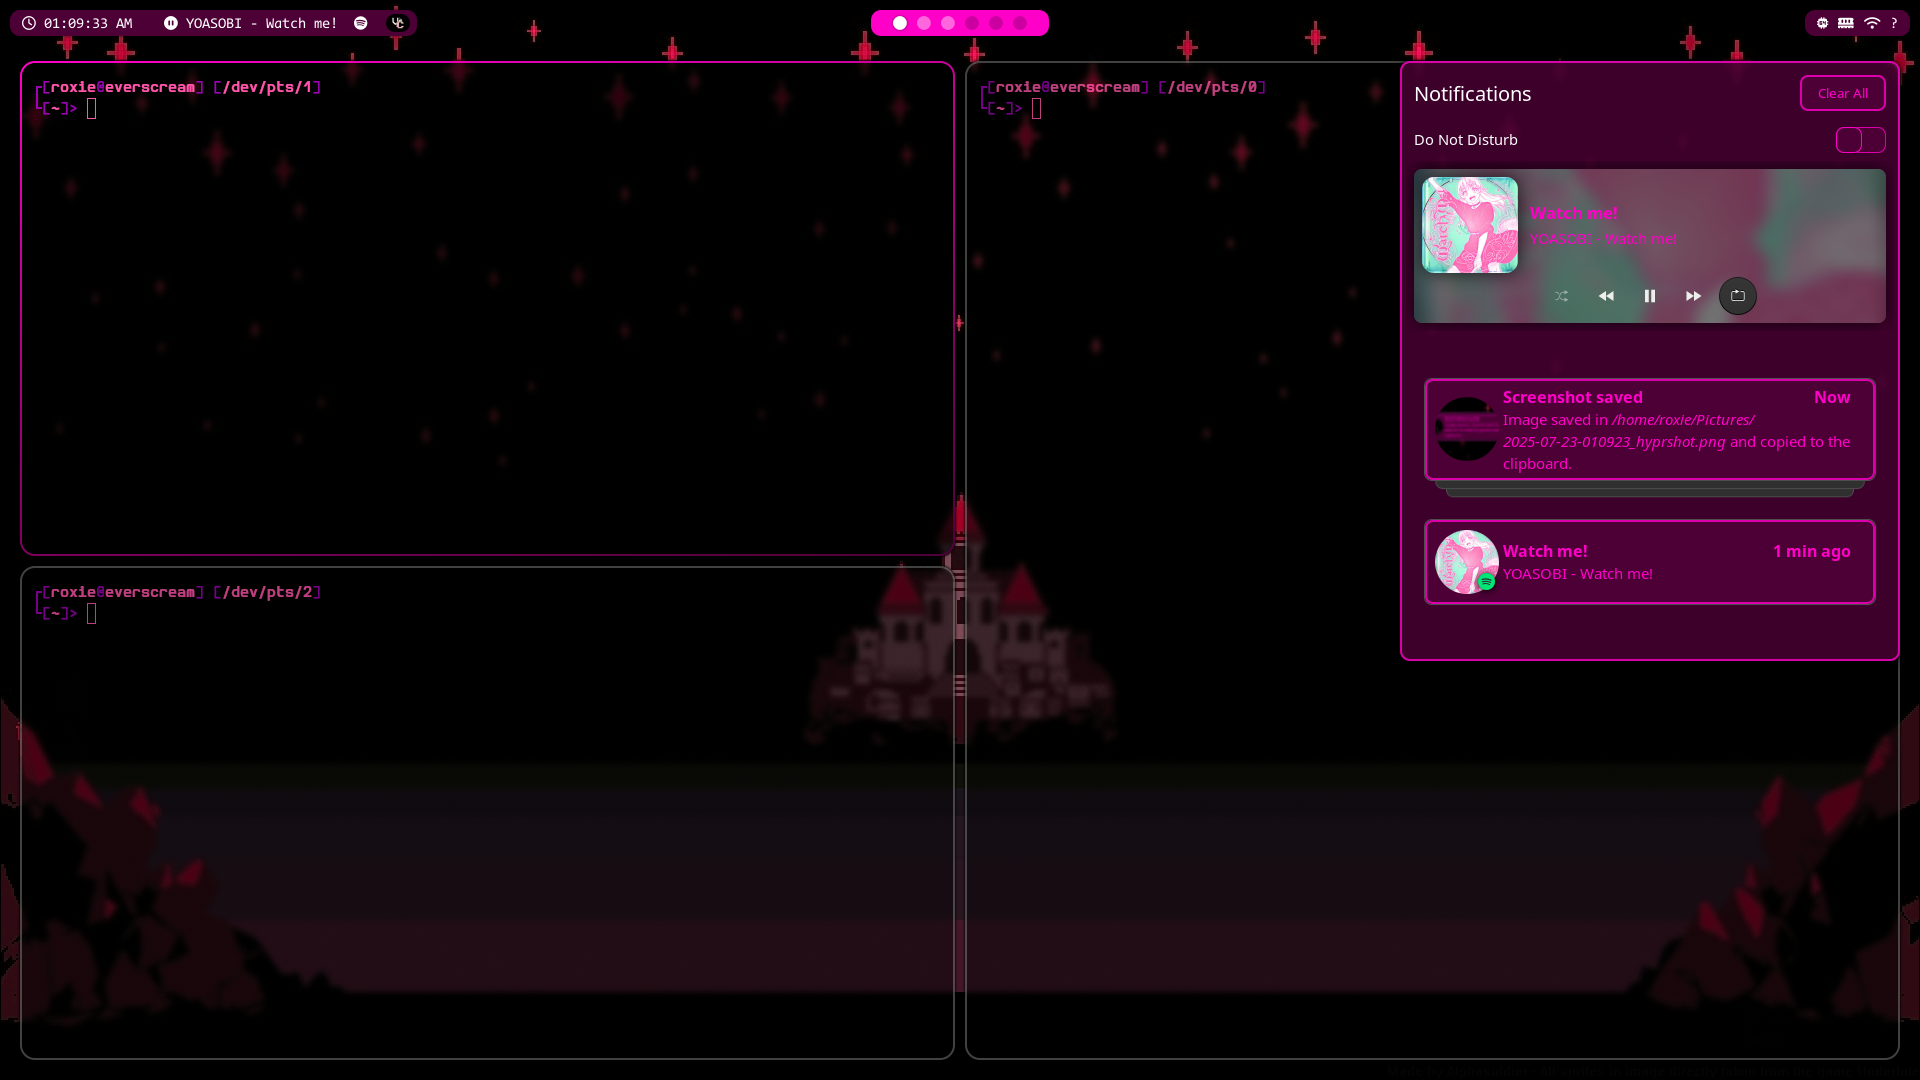 01:09:33 AM
YOASOBI - Watch me!
?
┌[roxie@everscream] [/dev/pts/1]
└[~]>
┌[roxie@everscream] [/dev/pts/2]
└[~]>
┌[roxie@everscream] [/dev/pts/0]
└[~]>
Notifications
Clear All
Do Not Disturb
Watch me!
YOASOBI - Watch me!
Screenshot saved
Now
Image saved in /home/roxie/Pictures/
2025-07-23-010923_hyprshot.png and copied to the
clipboard.
Watch me!
1 min ago
YOASOBI - Watch me!